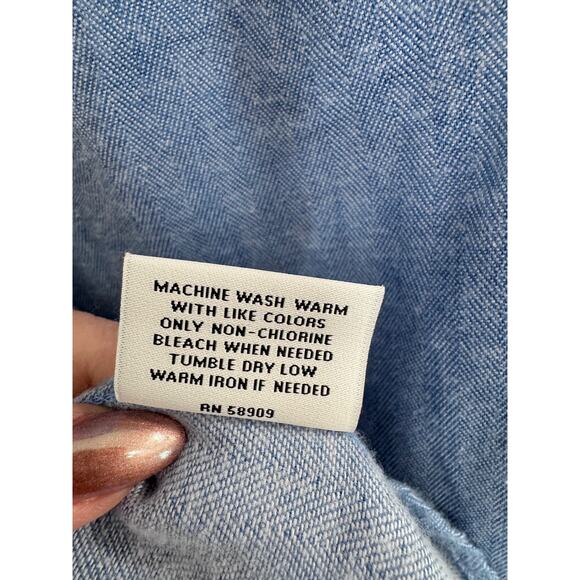 MACHINE WASH WARM
WITH LIKE COLORS
ONLY NON-CHLORINE
BLEACH WHEN NEEDED
TUMBLE DRY LOW
WARM IRON IF NEEDED
RN 58909